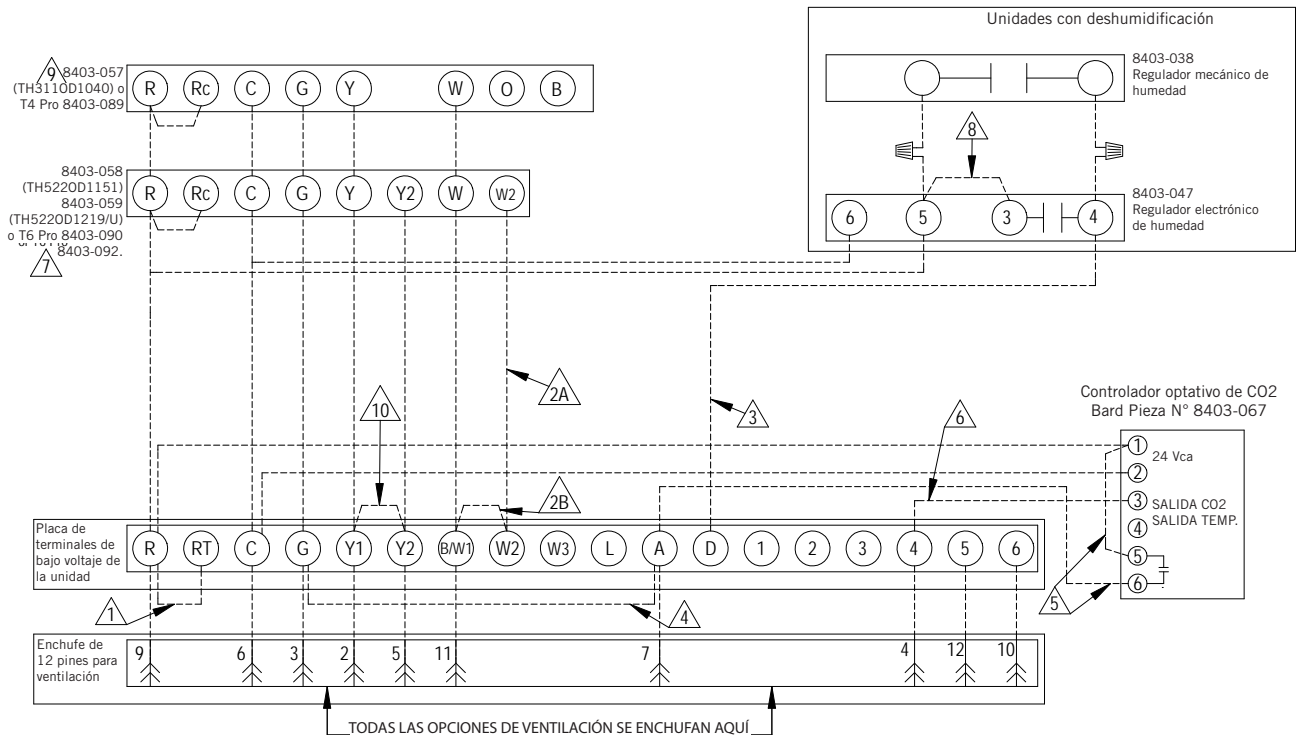 Unidades con deshumidificación
8403-038
Regulador mecánico de
humedad
9 8403-057
(TH3110D1040) o
T4 Pro 8403-089
R Rc C G Y W O B
8
8403-058
(TH5220D1151)
8403-059
(TH5220D1219/U)
o T6 Pro 8403-090
8403-092.
7
R Rc C G Y Y2 W W2
6 5 3 4
8403-047
Regulador electrónico
de humedad
2A
10
3
6
Controlador optativo de CO2
Bard Pieza N° 8403-067
1
24 Vca
2
3 SALIDA CO2
SALIDA TEMP.
4
5
6
2B
Placa de
terminales de
bajo voltaje de
la unidad
R RT C G Y1 Y2 B/W1 W2 W3 L A D 1 2 3 4 5 6
1
4
5
Enchufe de
12 pines para
ventilación
9 6 3 2 5 11 7 4 12 10
TODAS LAS OPCIONES DE VENTILACIÓN SE ENCHUFAN AQUÍ